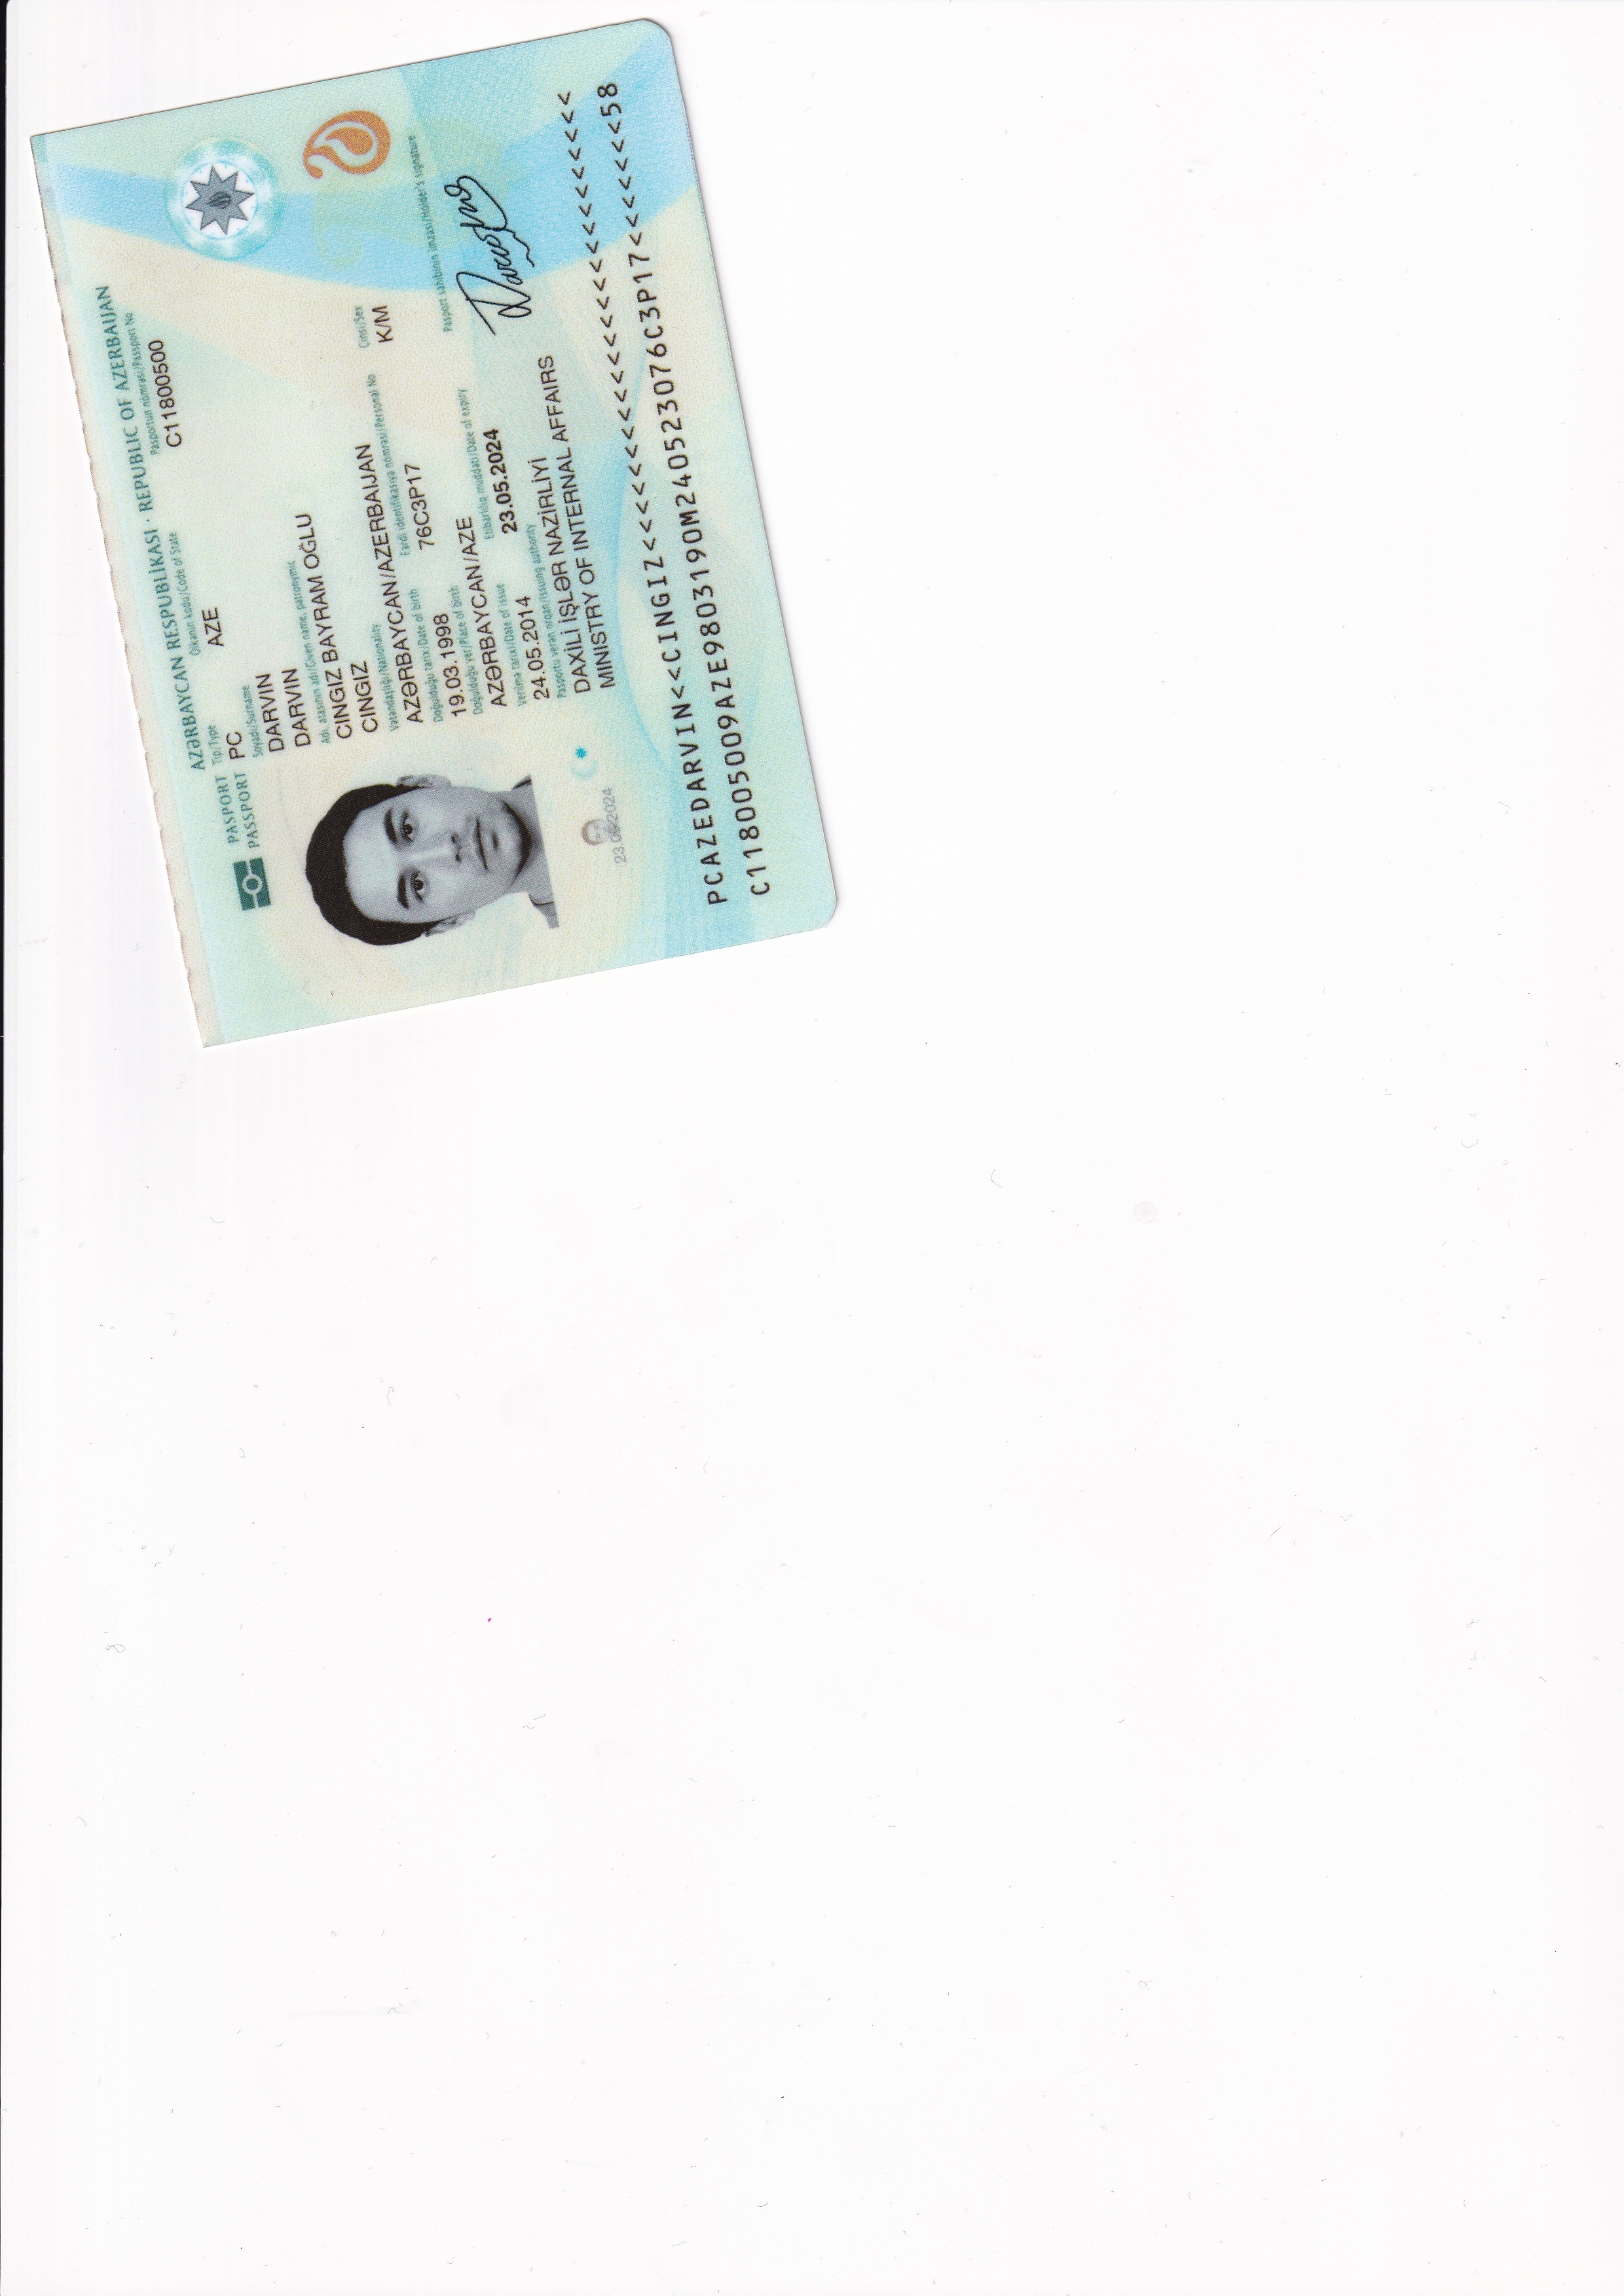 AZƏRBAYCAN RESPUBLİKASI · REPUBLIC OF AZERBAIJAN
PASPORT
PASSPORT
Tip/Type
Ölkənin kodu/Code of State
Pasportun nömrəsi/Passport No
PC
AZE
C11800500
Soyadı/Surname
DARVIN
DARVIN
Adı, atasının adı/Given name, patronymic
CINGIZ BAYRAM OĞLU
CINGIZ
Vətəndaşlığı/Nationality
Cinsi/Sex
AZƏRBAYCAN/AZERBAIJAN
K/M
Doğulduğu tarix/Date of birth
Fərdi identifikasiya nömrəsi/Personal No
19.03.1998
76C3P17
Doğulduğu yer/Place of birth
Pasport sahibinin imzası/Holder's signature
AZƏRBAYCAN/AZE
Verilmə tarixi/Date of issue
Etibarlılıq müddəti/Date of expiry
24.05.2014
23.05.2024
Pasportu verən orqan/Issuing authority
DAXİLİ İŞLƏR NAZİRLİYİ
MINISTRY OF INTERNAL AFFAIRS
PCAZEDARVIN<<CINGIZ<<<<<<<<<<<<<<<<<<<<<<<<<
C118005009AZE9803190M24052307 6C3P17<<<<<<<58